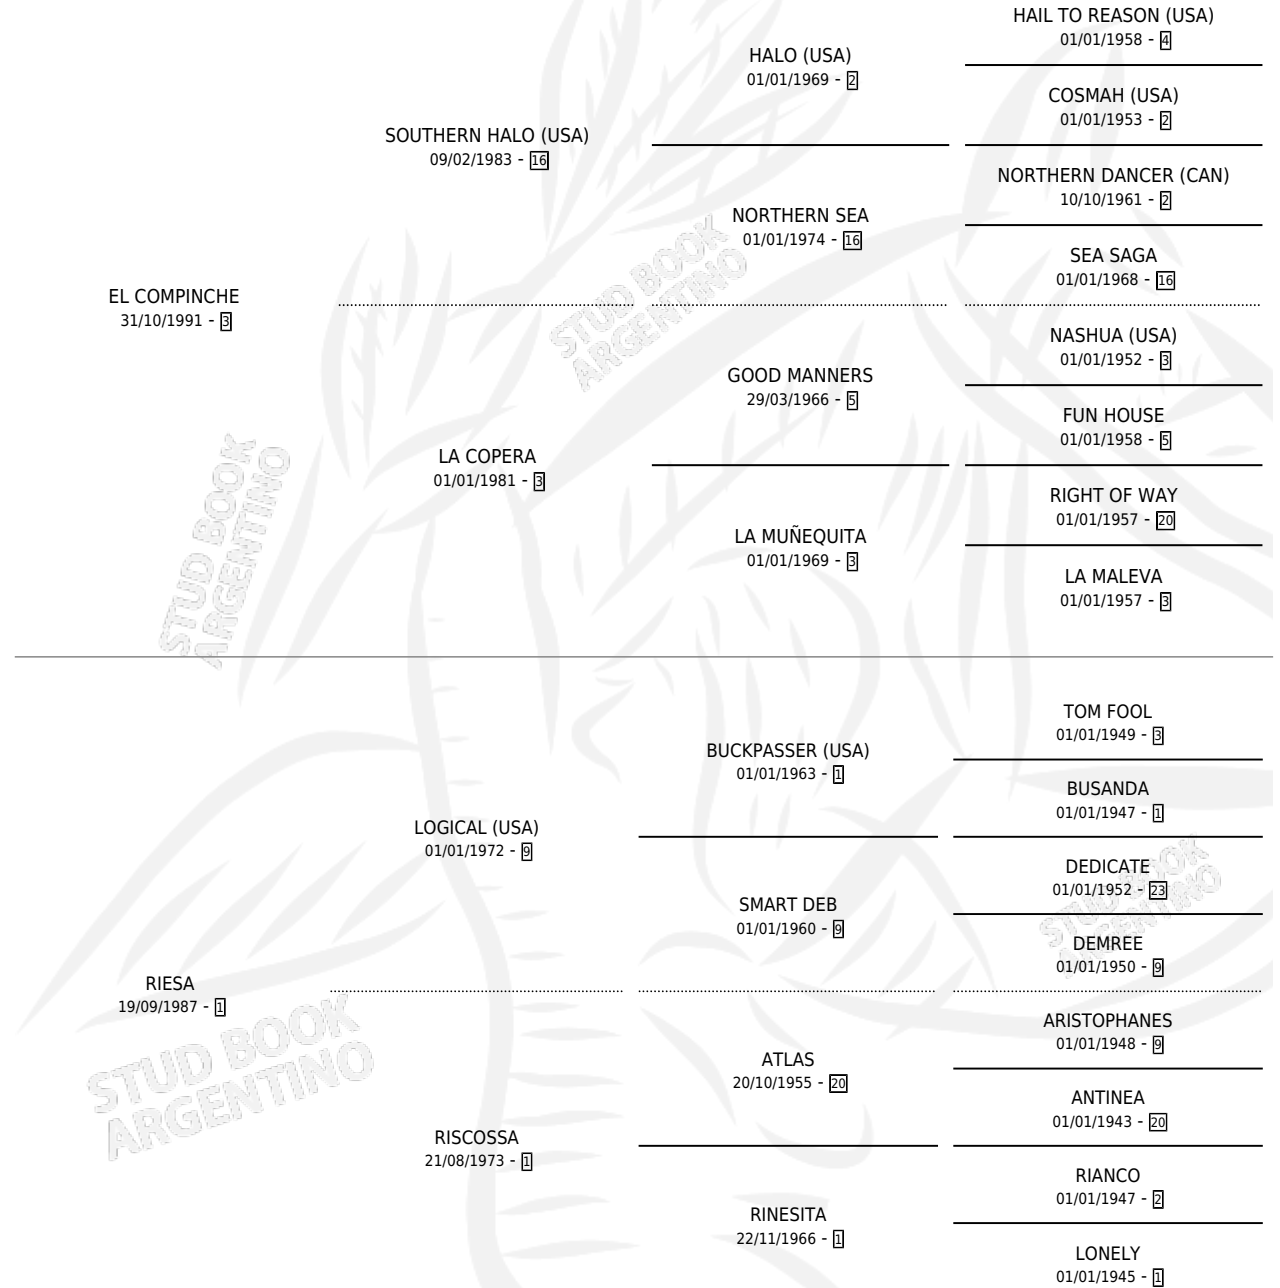 HAIL TO REASON (USA)
01/01/1958 - 4
HALO (USA)
01/01/1969 - 2
COSMAH (USA)
01/01/1953 - 2
SOUTHERN HALO (USA)
09/02/1983 - 16
NORTHERN DANCER (CAN)
10/10/1961 - 2
NORTHERN SEA
01/01/1974 - 16
SEA SAGA
01/01/1968 - 16
EL COMPINCHE
31/10/1991 - 3
NASHUA (USA)
01/01/1952 - 3
GOOD MANNERS
29/03/1966 - 5
FUN HOUSE
01/01/1958 - 5
LA COPERA
01/01/1981 - 3
RIGHT OF WAY
01/01/1957 - 20
LA MUÑEQUITA
01/01/1969 - 3
LA MALEVA
01/01/1957 - 3
TOM FOOL
01/01/1949 - 3
BUCKPASSER (USA)
01/01/1963 - 1
BUSANDA
01/01/1947 - 1
LOGICAL (USA)
01/01/1972 - 9
DEDICATE
01/01/1952 - 23
SMART DEB
01/01/1960 - 9
DEMREE
01/01/1950 - 9
RIESA
19/09/1987 - 1
ARISTOPHANES
01/01/1948 - 9
ATLAS
20/10/1955 - 20
ANTINEA
01/01/1943 - 20
RISCOSSA
21/08/1973 - 1
RIANCO
01/01/1947 - 2
RINESITA
22/11/1966 - 1
LONELY
01/01/1945 - 1
STUD BOOK
ARGENTINO
STUD BOOK
ARGENTINO
STUD BOOK
ARGENTINO
STUD BOOK
ARGENTINO